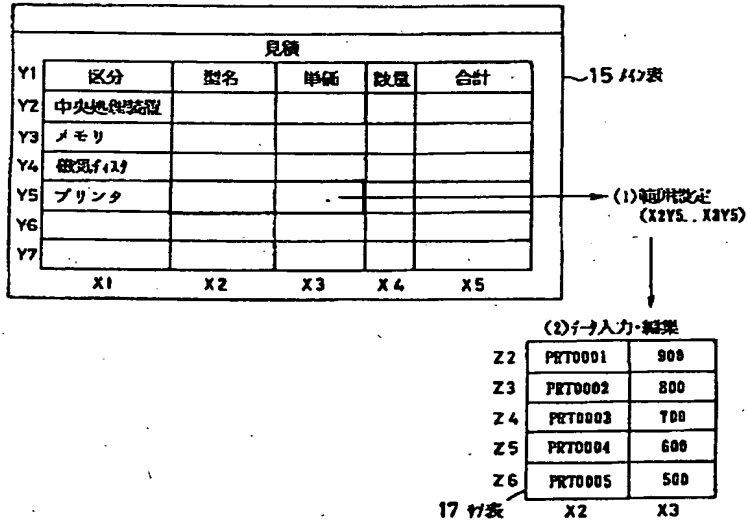 見積
Y1 区分 型名 単価 数量 合計
15 メイン表
Y2 中央処理装置
Y3 メモリ
Y4 磁気ディスク
Y5 プリンタ
(1)範囲設定
(X2Y5..X3Y5)
Y6
Y7
X1 X2 X3 X4 X5
(2)データ入力・編集
Z2 PRT0001 900
Z3 PRT0002 800
Z4 PRT0003 700
Z5 PRT0004 600
Z6 PRT0005 500
17 サブ表 X2 X3